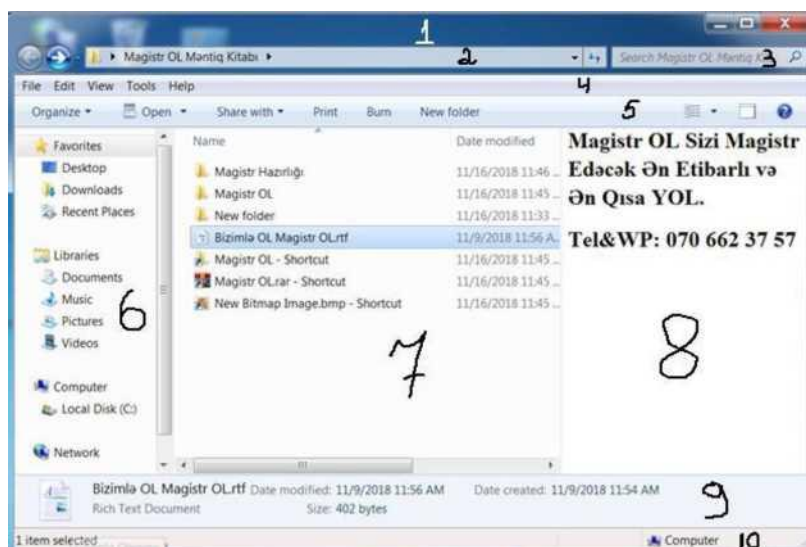 1
Magistr OL Məntiq Kitabı
2
Search Magistr OL Məntiq
3
File Edit View Tools Help
4
Organize Open Share with Print Burn New folder
5
Favorites
Desktop
Downloads
Recent Places
Libraries
Documents
Music
Pictures
Videos
6
Computer
Local Disk (C:)
Network
Name Date modified
Magistr Hazırlığı 11/16/2018 11:46 ...
Magistr OL 11/16/2018 11:45 ...
New folder 11/16/2018 11:33 ...
Bizimlə OL Magistr OL.rtf 11/9/2018 11:56 A...
Magistr OL - Shortcut 11/16/2018 11:45 ...
Magistr OL.rar - Shortcut 11/16/2018 11:45 ...
New Bitmap Image.bmp - Shortcut 11/16/2018 11:45 ...
7
Magistr OL Sizi Magistr
Edəcək Ən Etibarlı və
Ən Qısa YOL.
Tel&WP: 070 662 37 57
8
Bizimlə OL Magistr OL.rtf Date modified: 11/9/2018 11:56 AM Date created: 11/9/2018 11:54 AM
Rich Text Document Size: 402 bytes
9
1 item selected Computer 10